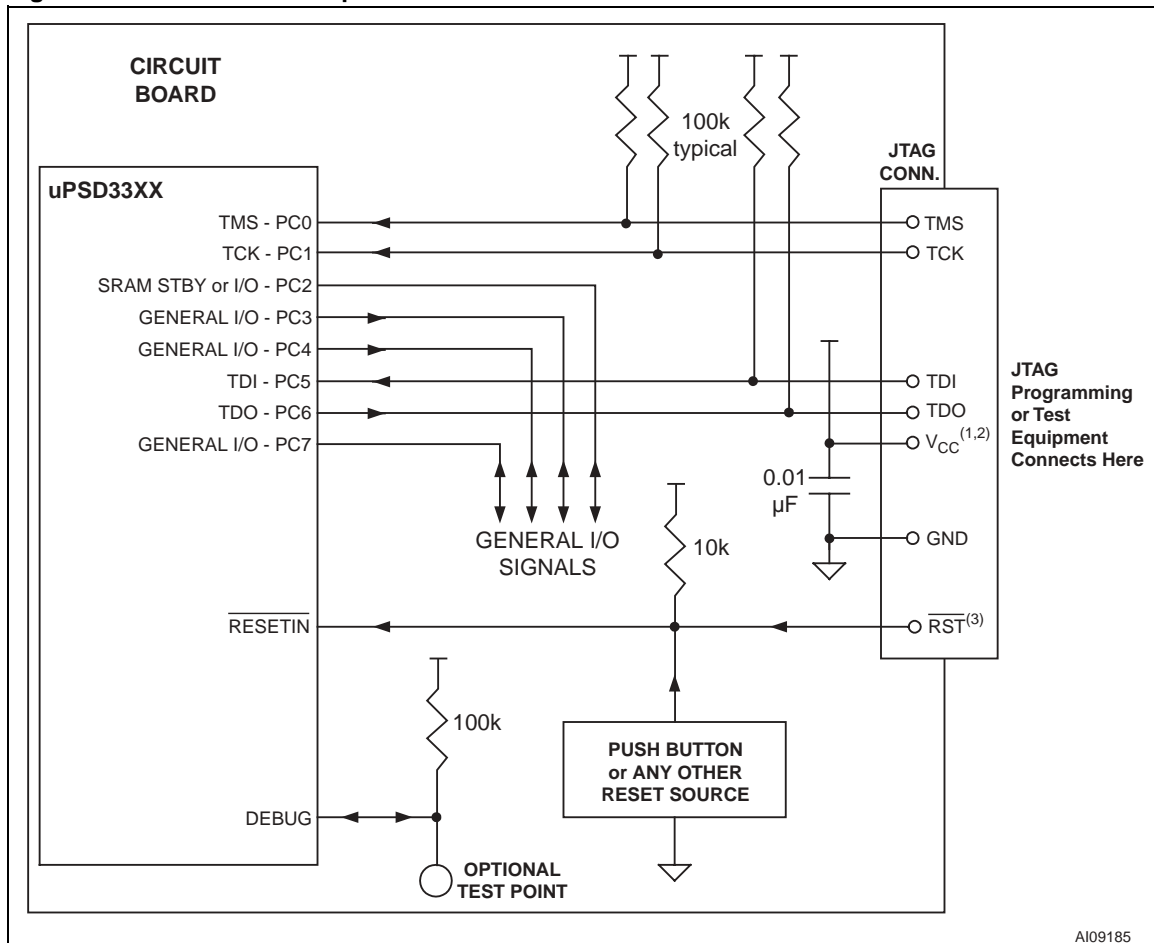 CIRCUIT
BOARD
100k
typical
JTAG
CONN.
uPSD33XX
TMS - PC0
TCK - PC1
SRAM STBY or I/O - PC2
GENERAL I/O - PC3
GENERAL I/O - PC4
TDI - PC5
TDO - PC6
GENERAL I/O - PC7
TMS
TCK
TDI
TDO
VCC(1,2)
GND
RST(3)
JTAG
Programming
or Test
Equipment
Connects Here
0.01
µF
GENERAL I/O
SIGNALS
10k
RESETIN
100k
PUSH BUTTON
or ANY OTHER
RESET SOURCE
DEBUG
OPTIONAL
TEST POINT
AI09185